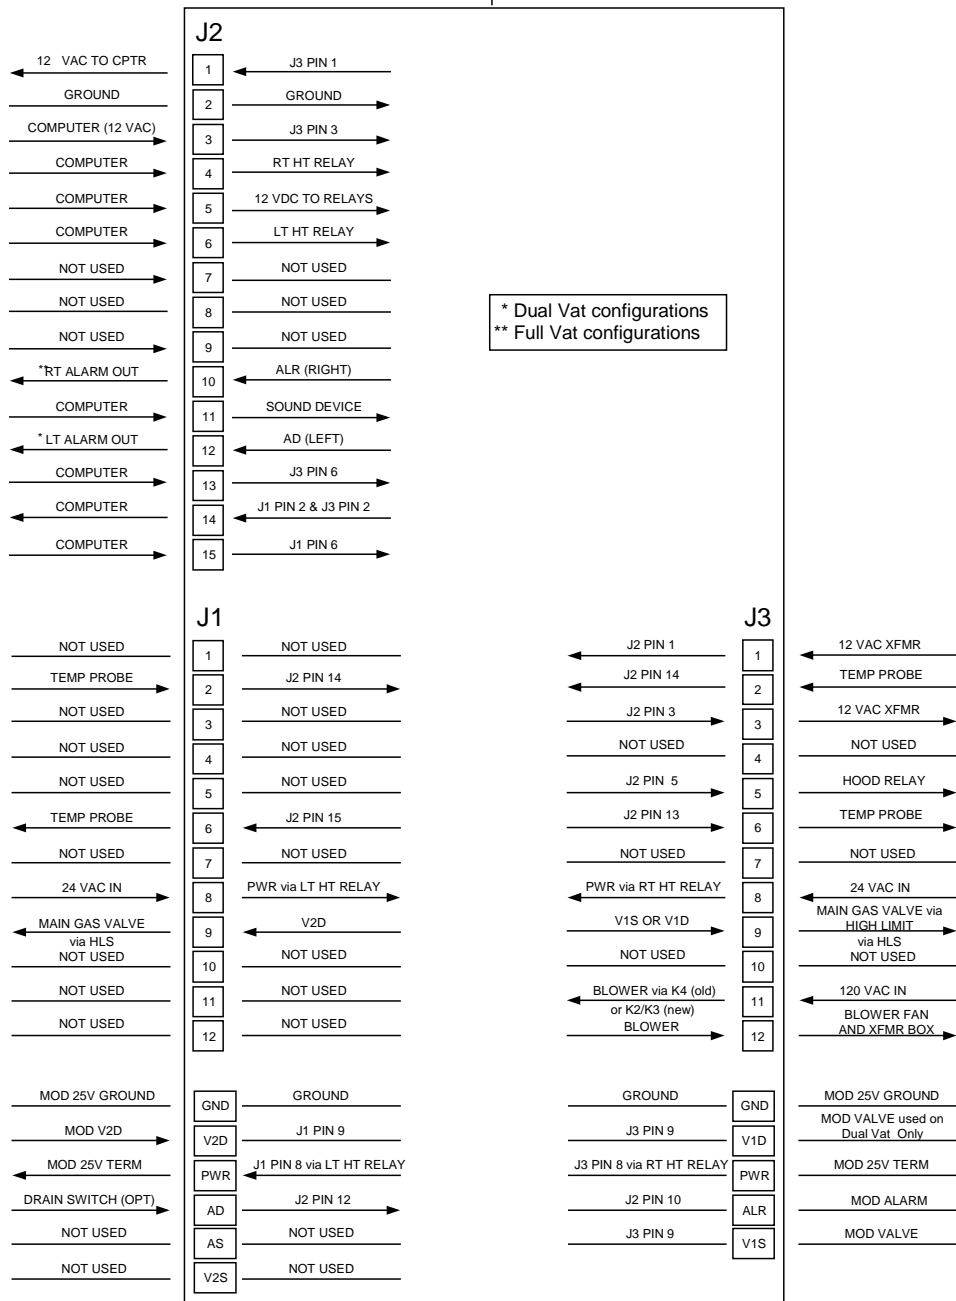 J2
12 VAC TO CPTR 1 J3 PIN 1
GROUND 2 GROUND
COMPUTER (12 VAC) 3 J3 PIN 3
COMPUTER 4 RT HT RELAY
COMPUTER 5 12 VDC TO RELAYS
COMPUTER 6 LT HT RELAY
NOT USED 7 NOT USED
NOT USED 8 NOT USED
NOT USED 9 NOT USED
**RT ALARM OUT 10 ALR (RIGHT)
COMPUTER 11 SOUND DEVICE
* LT ALARM OUT 12 AD (LEFT)
COMPUTER 13 J3 PIN 6
COMPUTER 14 J1 PIN 2 & J3 PIN 2
COMPUTER 15 J1 PIN 6
* Dual Vat configurations
** Full Vat configurations
J1
NOT USED 1 NOT USED
TEMP PROBE 2 J2 PIN 14
NOT USED 3 NOT USED
NOT USED 4 NOT USED
NOT USED 5 NOT USED
TEMP PROBE 6 J2 PIN 15
NOT USED 7 NOT USED
24 VAC IN 8 PWR via LT HT RELAY
MAIN GAS VALVE 9 V2D
via HLS
NOT USED 10 NOT USED
NOT USED 11 NOT USED
NOT USED 12 NOT USED
MOD 25V GROUND GND GROUND
MOD V2D V2D J1 PIN 9
MOD 25V TERM PWR J1 PIN 8 via LT HT RELAY
DRAIN SWITCH (OPT) AD J2 PIN 12
NOT USED AS NOT USED
NOT USED V2S NOT USED
J3
J2 PIN 1 1 12 VAC XFMR
J2 PIN 14 2 TEMP PROBE
J2 PIN 3 3 12 VAC XFMR
NOT USED 4 NOT USED
J2 PIN 5 5 HOOD RELAY
J2 PIN 13 6 TEMP PROBE
NOT USED 7 NOT USED
PWR via RT HT RELAY 8 24 VAC IN
V1S OR V1D 9 MAIN GAS VALVE via
HIGH LIMIT
via HLS
NOT USED 10 NOT USED
BLOWER via K4 (old) 11 120 VAC IN
or K2/K3 (new)
BLOWER 12 BLOWER FAN
AND XFMR BOX
GROUND GND MOD 25V GROUND
J3 PIN 9 V1D MOD VALVE used on
Dual Vat Only
J3 PIN 8 via RT HT RELAY PWR MOD 25V TERM
J2 PIN 10 ALR MOD ALARM
J3 PIN 9 V1S MOD VALVE